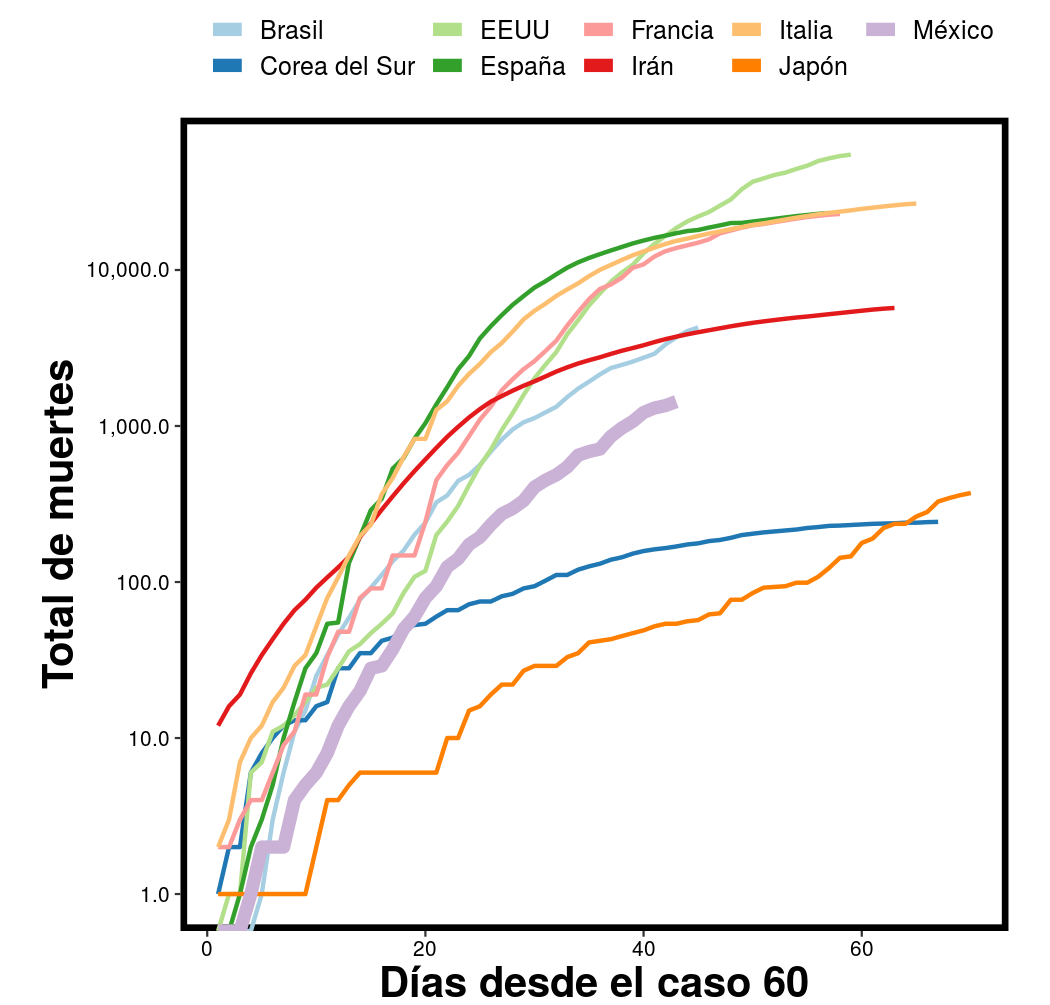 Brasil EEUU Francia Italia México
Corea del Sur España Irán Japón
Total de muertes
10,000.0
1,000.0
100.0
10.0
1.0
0 20 40 60
Días desde el caso 60